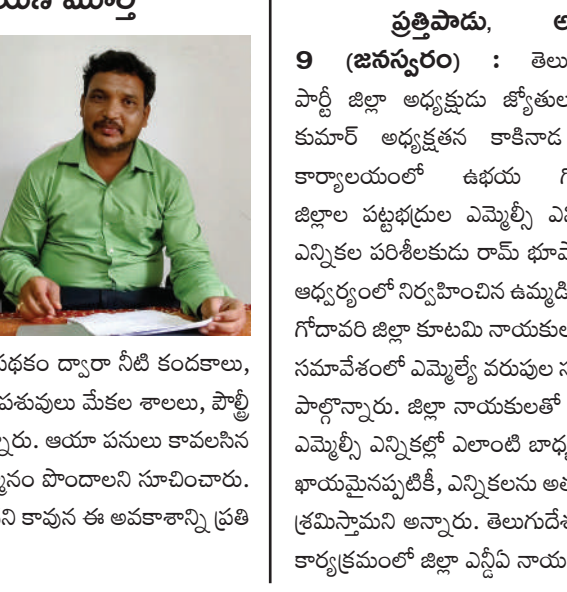 మూర్తి
పథకం ద్వారా నీటి కందకాలు,
పశువులు మేకల శాలలు, పౌల్ట్రీ
న్నారు. ఆయా పనులు కావలసిన
పొందాలని సూచించారు.
కావున ఈ అవకాశాన్ని ప్రతి
ప్రత్తిపాడు,
9 (జనస్వరం) :
పార్టీ జిల్లా అధ్యక్షుడు
కుమార్ అధ్యక్షతన కాకినాడ
కార్యాలయంలో ఉభయ
జిల్లాల పట్టభద్రుల ఎమ్మెల్సీ
ఎన్నికల పరిశీలకుడు రామ్
ఆధ్వర్యంలో నిర్వహించిన ఉమ్మడి
గోదావరి జిల్లా కూటమి
సమావేశంలో ఎమ్మెల్యే వరుపుల
పాల్గొన్నారు. జిల్లా నాయకులతో
ఎమ్మెల్సీ ఎన్నికల్లో ఎలాంటి
ఖాయమైనప్పటికీ, ఎన్నికలను
శ్రమిస్తామని అన్నారు.
కార్యక్రమంలో జిల్లా ఎన్డీఏ